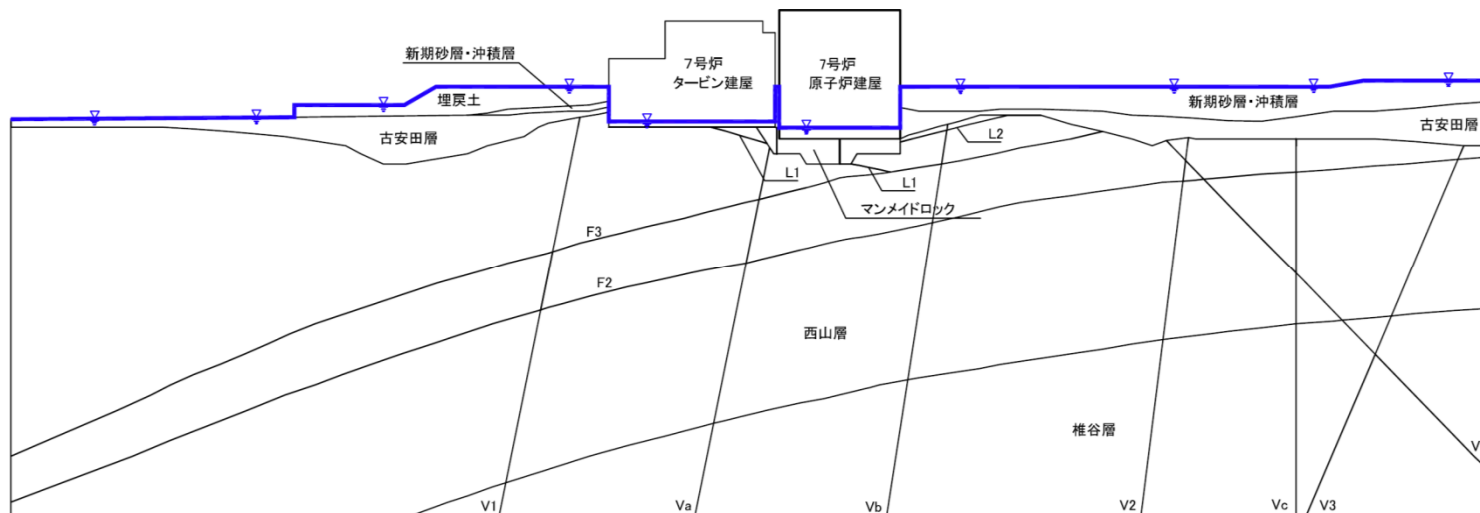 7号炉
タービン建屋
7号炉
原子炉建屋
新期砂層・沖積層
埋戻土
新期砂層・沖積層
古安田層
古安田層
L2
L1
L1
マンメイドロック
F3
F2
西山層
椎谷層
V
V1
Va
Vb
V2
Vc
V3